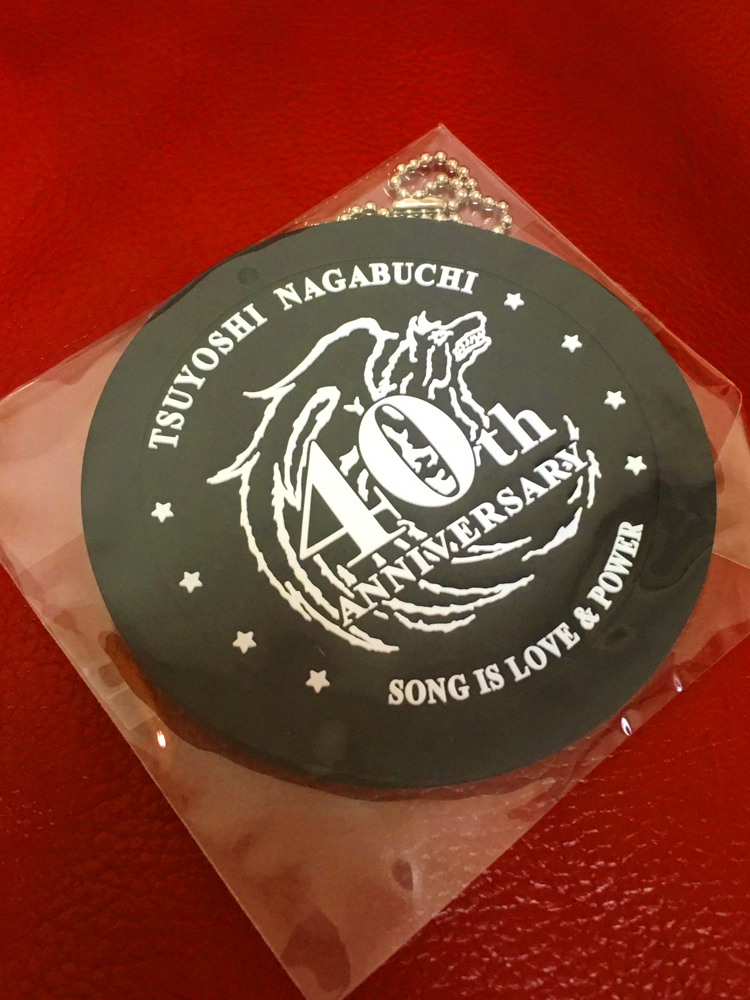 TSUYOSHI NAGABUCHI
40th
ANNIVERSARY
SONG IS LOVE & POWER